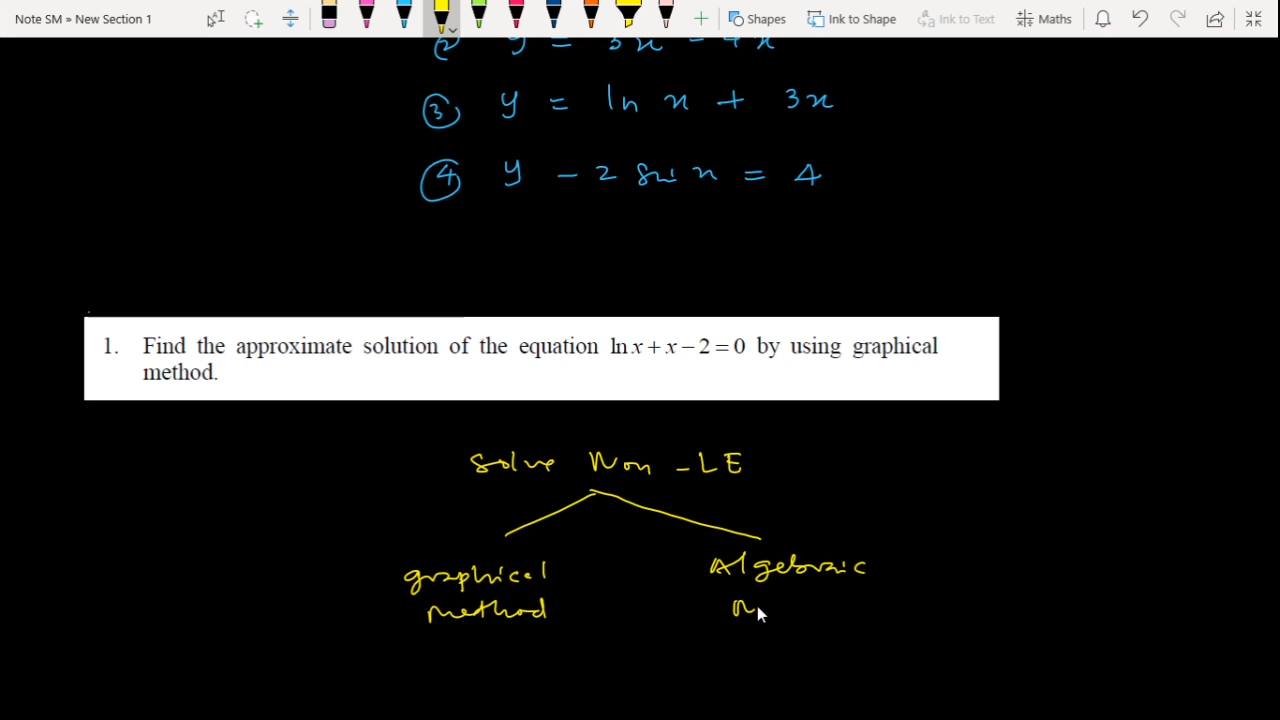 Note SM » New Section 1
Shapes
Ink to Shape
Ink to Text
Maths
③ y = ln x + 3x
④ y - 2 sin x = 4
1. Find the approximate solution of the equation ln x + x − 2 = 0 by using graphical
method.
Solve Non - LE
graphical
method
Algebraic